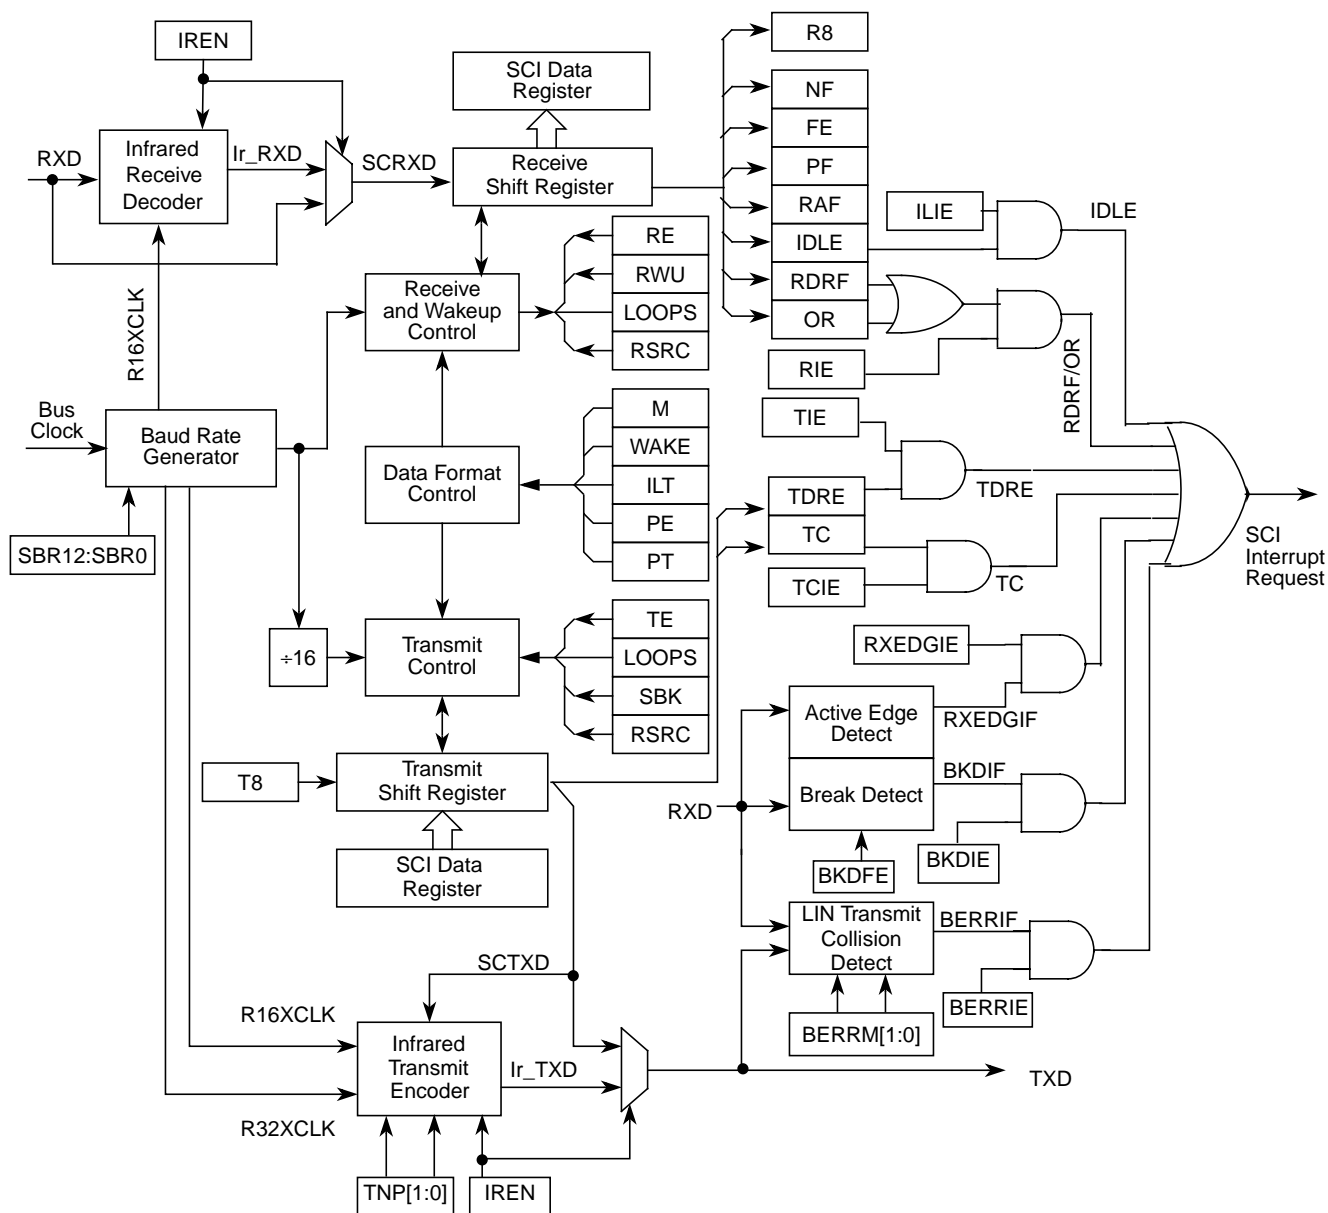 IREN
SCI Data
Register
R8
NF
FE
PF
RAF
IDLE
RDRF
OR
RXD
Infrared
Receive
Decoder
Ir_RXD
SCRXD
Receive
Shift Register
ILIE
IDLE
RE
RWU
LOOPS
RSRC
Receive
and Wakeup
Control
R16XCLK
RIE
RDRF/OR
Bus
Clock
Baud Rate
Generator
M
WAKE
ILT
PE
PT
Data Format
Control
TIE
TDRE
TC
TDRE
TCIE
TC
SCI
Interrupt
Request
SBR12:SBR0
÷16
Transmit
Control
TE
LOOPS
SBK
RSRC
RXEDGIE
Active Edge
Detect
RXEDGIF
T8
Transmit
Shift Register
RXD
Break Detect
BKDIF
BKDIE
BKDFE
SCI Data
Register
LIN Transmit
Collision
Detect
BERRIF
BERRIE
BERRM[1:0]
SCTXD
R16XCLK
Infrared
Transmit
Encoder
Ir_TXD
TXD
R32XCLK
TNP[1:0]
IREN